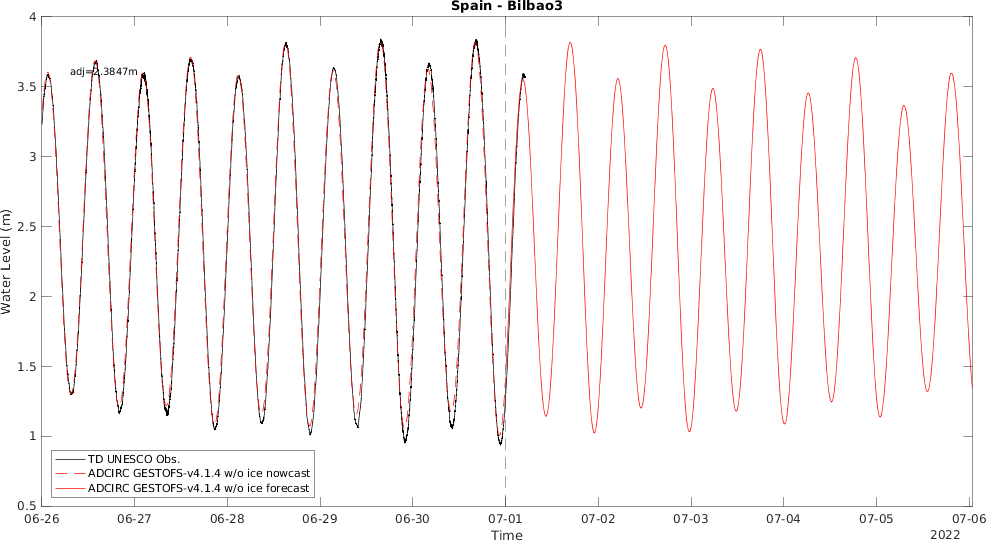 Spain - Bilbao3
4
3.5
3
2.5
2
1.5
1
0.5
Water Level (m)
adj=2.3847m
TD UNESCO Obs.
ADCIRC GESTOFS-v4.1.4 w/o ice nowcast
ADCIRC GESTOFS-v4.1.4 w/o ice forecast
06-26 06-27 06-28 06-29 06-30 07-01 07-02 07-03 07-04 07-05 07-06
Time
2022